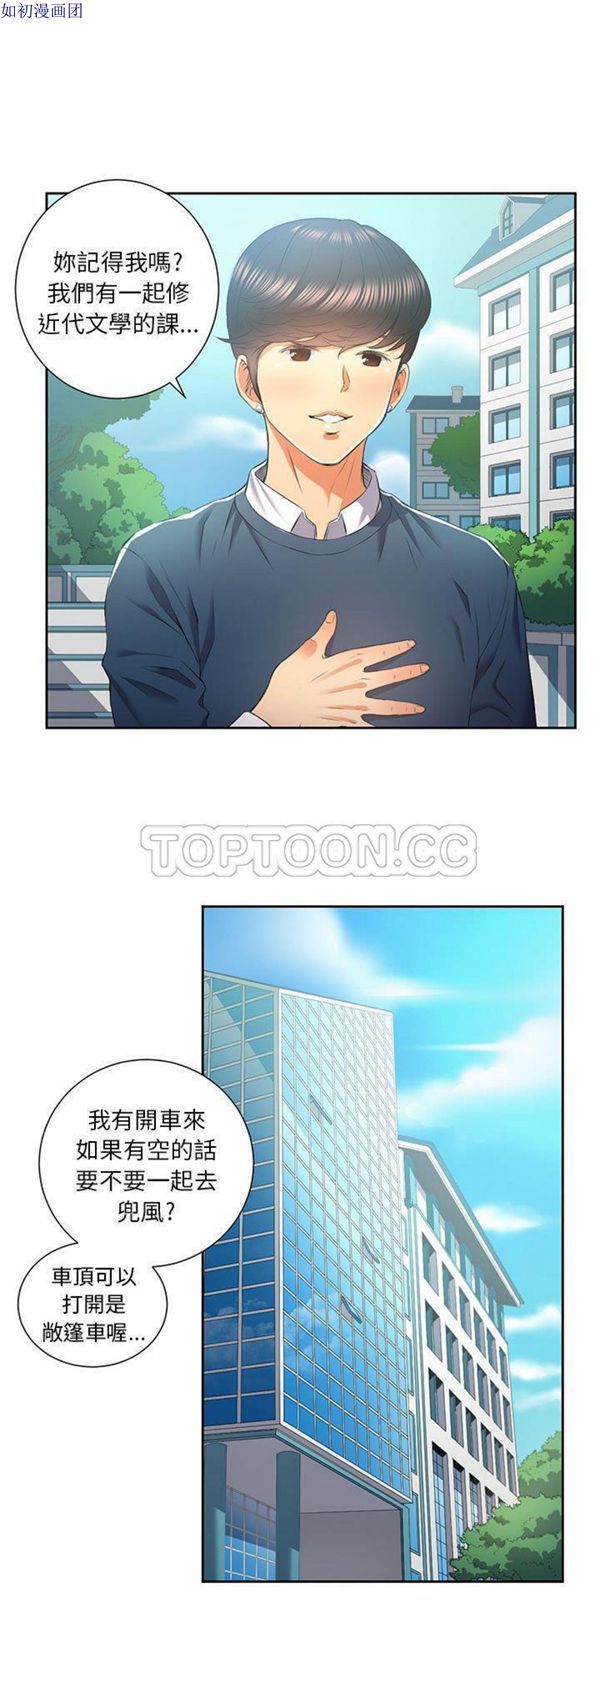 如初漫画团
妳記得我嗎?
我們有一起修
近代文學的課...
TOPTOON.CC
我有開車來
如果有空的話
要不要一起去
兜風?
車頂可以
打開是
敞篷車喔...